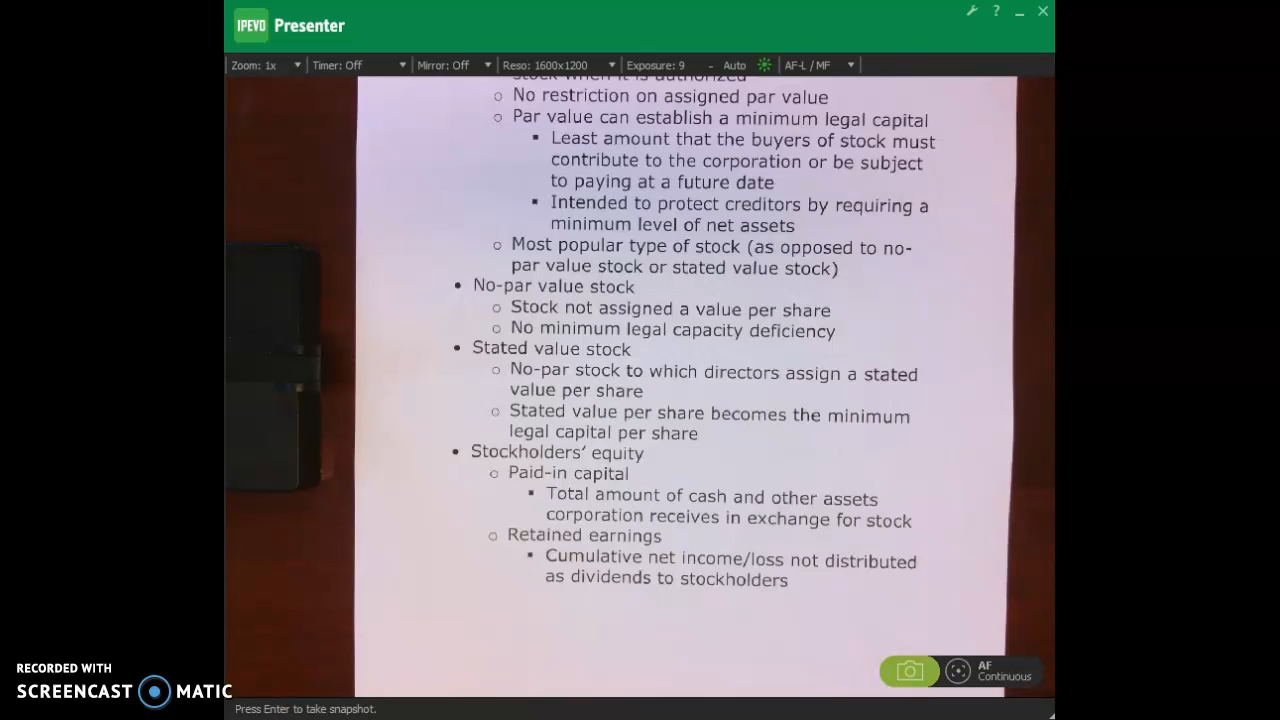 IPEVO Presenter
Zoom: 1x Timer: Off Mirror: Off Reso: 1600x1200 Exposure: 9 - Auto AF-L / MF
stock when it is authorized
○ No restriction on assigned par value
○ Par value can establish a minimum legal capital
▪ Least amount that the buyers of stock must
contribute to the corporation or be subject
to paying at a future date
▪ Intended to protect creditors by requiring a
minimum level of net assets
○ Most popular type of stock (as opposed to no-
par value stock or stated value stock)
• No-par value stock
○ Stock not assigned a value per share
○ No minimum legal capacity deficiency
• Stated value stock
○ No-par stock to which directors assign a stated
value per share
○ Stated value per share becomes the minimum
legal capital per share
• Stockholders’ equity
○ Paid-in capital
▪ Total amount of cash and other assets
corporation receives in exchange for stock
○ Retained earnings
▪ Cumulative net income/loss not distributed
as dividends to stockholders
AF
Continuous
RECORDED WITH
SCREENCAST MATIC
Press Enter to take snapshot.